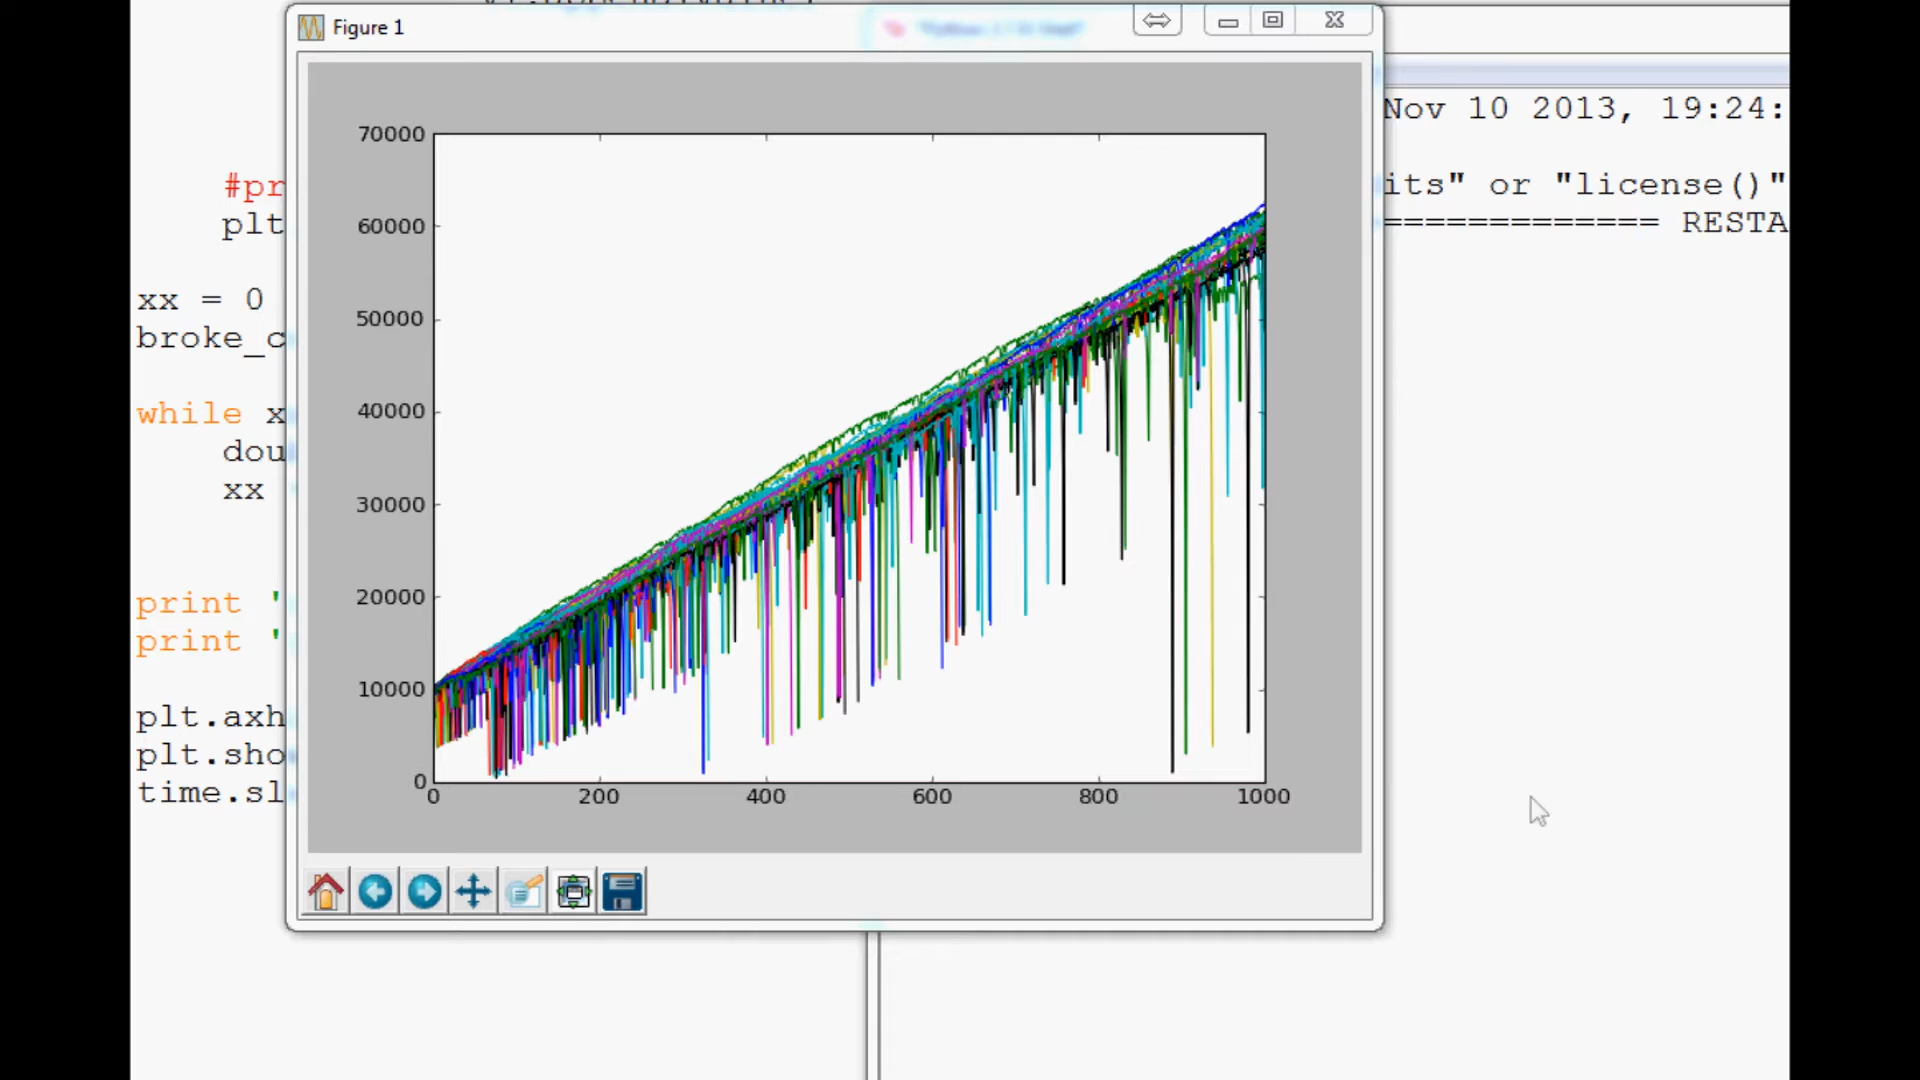 Figure 1
Nov 10 2013, 19:24:
#pr
its" or "license()"
plt
============= RESTA
xx = 0
broke_c
while x
dou
xx
print '
print '
plt.axh
plt.sho
time.sl
70000
60000
50000
40000
30000
20000
10000
0
0 200 400 600 800 1000